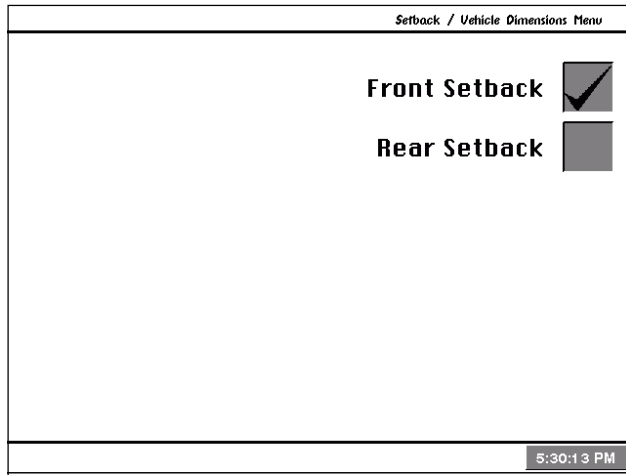 Setback / Vehicle Dimensions Menu
Front Setback
Rear Setback
5:30:13 PM